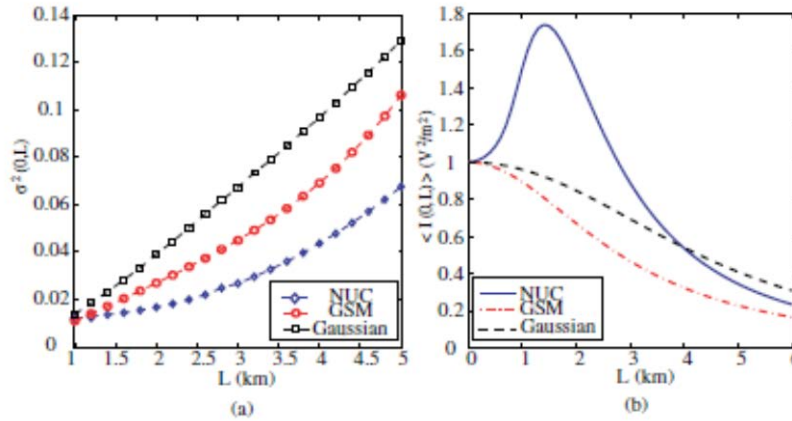 0.14
0.12
0.1
0.08
0.06
0.04
0.02
0
σ² (0,L)
NUC
GSM
Gaussian
1 1.5 2 2.5 3 3.5 4 4.5 5
L (km)
(a)
1.8
1.6
1.4
1.2
1
0.8
0.6
0.4
0.2
0
< I (0, L) > (V²/m²)
NUC
GSM
Gaussian
0 1 2 3 4 5 6
L (km)
(b)